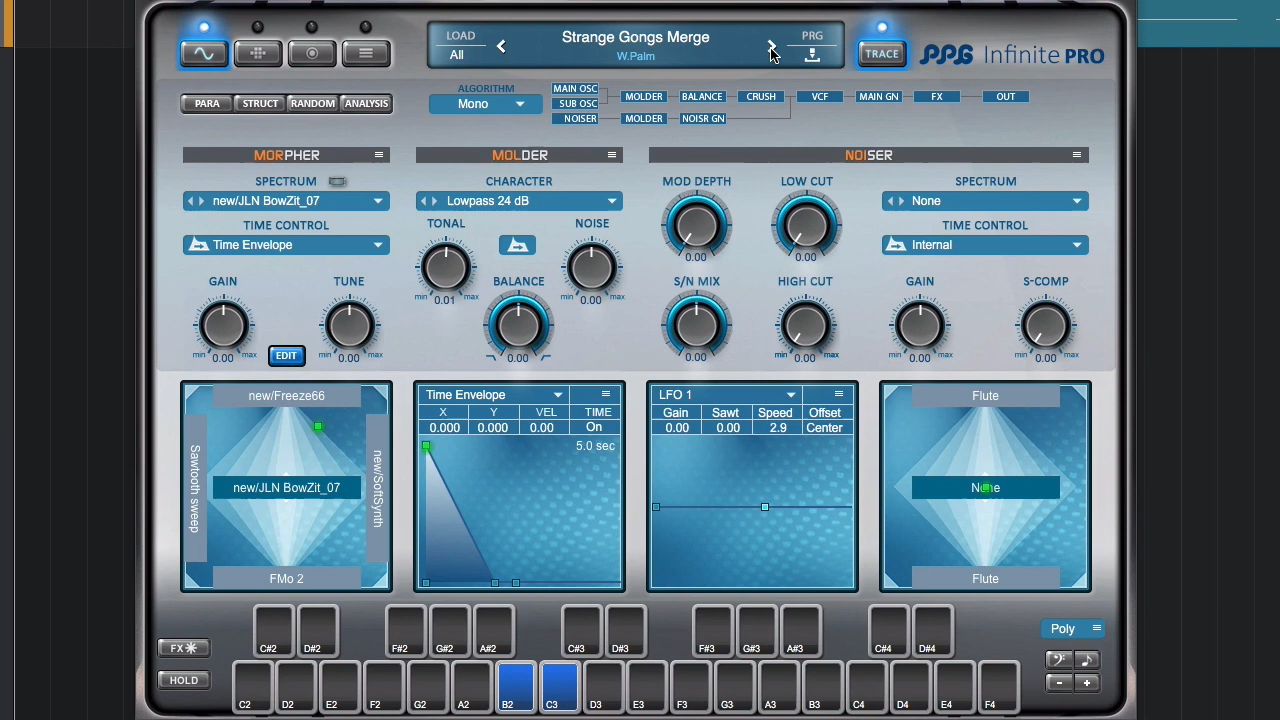 LOAD
All
Strange Gongs Merge
W.Palm
PRG
TRACE
PPG Infinite PRO
PARA STRUCT RANDOM ANALYSIS
ALGORITHM
Mono
MAIN OSC
SUB OSC
NOISER
MOLDER BALANCE CRUSH VCF MAIN GN FX OUT
MOLDER NOISR GN
MORPHER
MOLDER
NOISER
SPECTRUM
new/JLN BowZit_07
TIME CONTROL
Time Envelope
GAIN
min 0.00 max
TUNE
min 0.00 max
EDIT
CHARACTER
Lowpass 24 dB
TONAL
min 0.01 max
NOISE
min 0.00 max
BALANCE
0.00
MOD DEPTH
0.00
LOW CUT
0.00
S/N MIX
0.00
HIGH CUT
min 0.00 max
SPECTRUM
None
TIME CONTROL
Internal
GAIN
min 0.00 max
S-COMP
min 0.00 max
new/Freeze66
Sawtooth sweep
new/JLN BowZit_07
new/SoftSynth
FMo 2
Time Envelope
X Y VEL TIME
0.000 0.000 0.00 On
5.0 sec
LFO 1
Gain Sawt Speed Offset
0.00 0.00 2.9 Center
Flute
None
Flute
C#2 D#2 F#2 G#2 A#2 C#3 D#3 F#3 G#3 A#3 C#4 D#4
FX
HOLD
C2 D2 E2 F2 G2 A2 B2 C3 D3 E3 F3 G3 A3 B3 C4 D4 E4 F4
Poly
- +